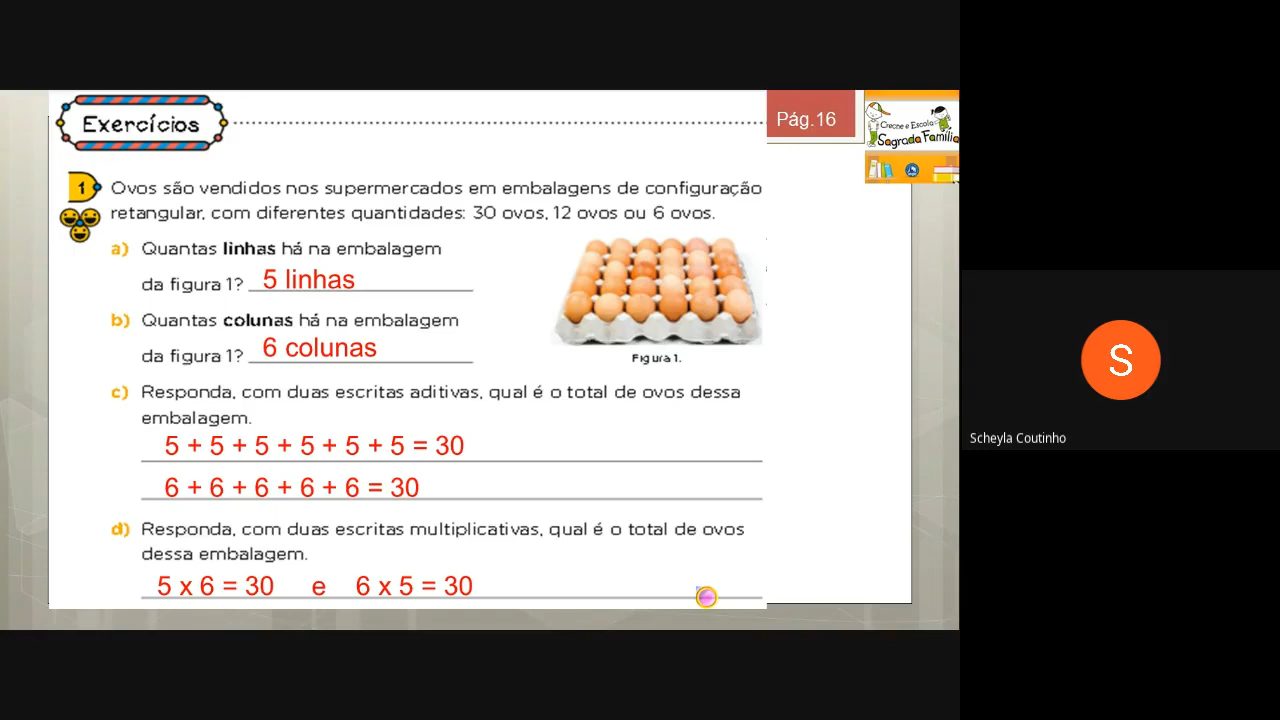 Exercícios
Pág.16
Creche e Escola
Sagrada Família
1 Ovos são vendidos nos supermercados em embalagens de configuração
retangular, com diferentes quantidades: 30 ovos, 12 ovos ou 6 ovos.
a) Quantas linhas há na embalagem
da figura 1? 5 linhas
b) Quantas colunas há na embalagem
da figura 1? 6 colunas
Figura 1.
c) Responda, com duas escritas aditivas, qual é o total de ovos dessa
embalagem.
5 + 5 + 5 + 5 + 5 + 5 = 30
6 + 6 + 6 + 6 + 6 = 30
d) Responda, com duas escritas multiplicativas, qual é o total de ovos
dessa embalagem.
5 x 6 = 30 e 6 x 5 = 30
S
Scheyla Coutinho